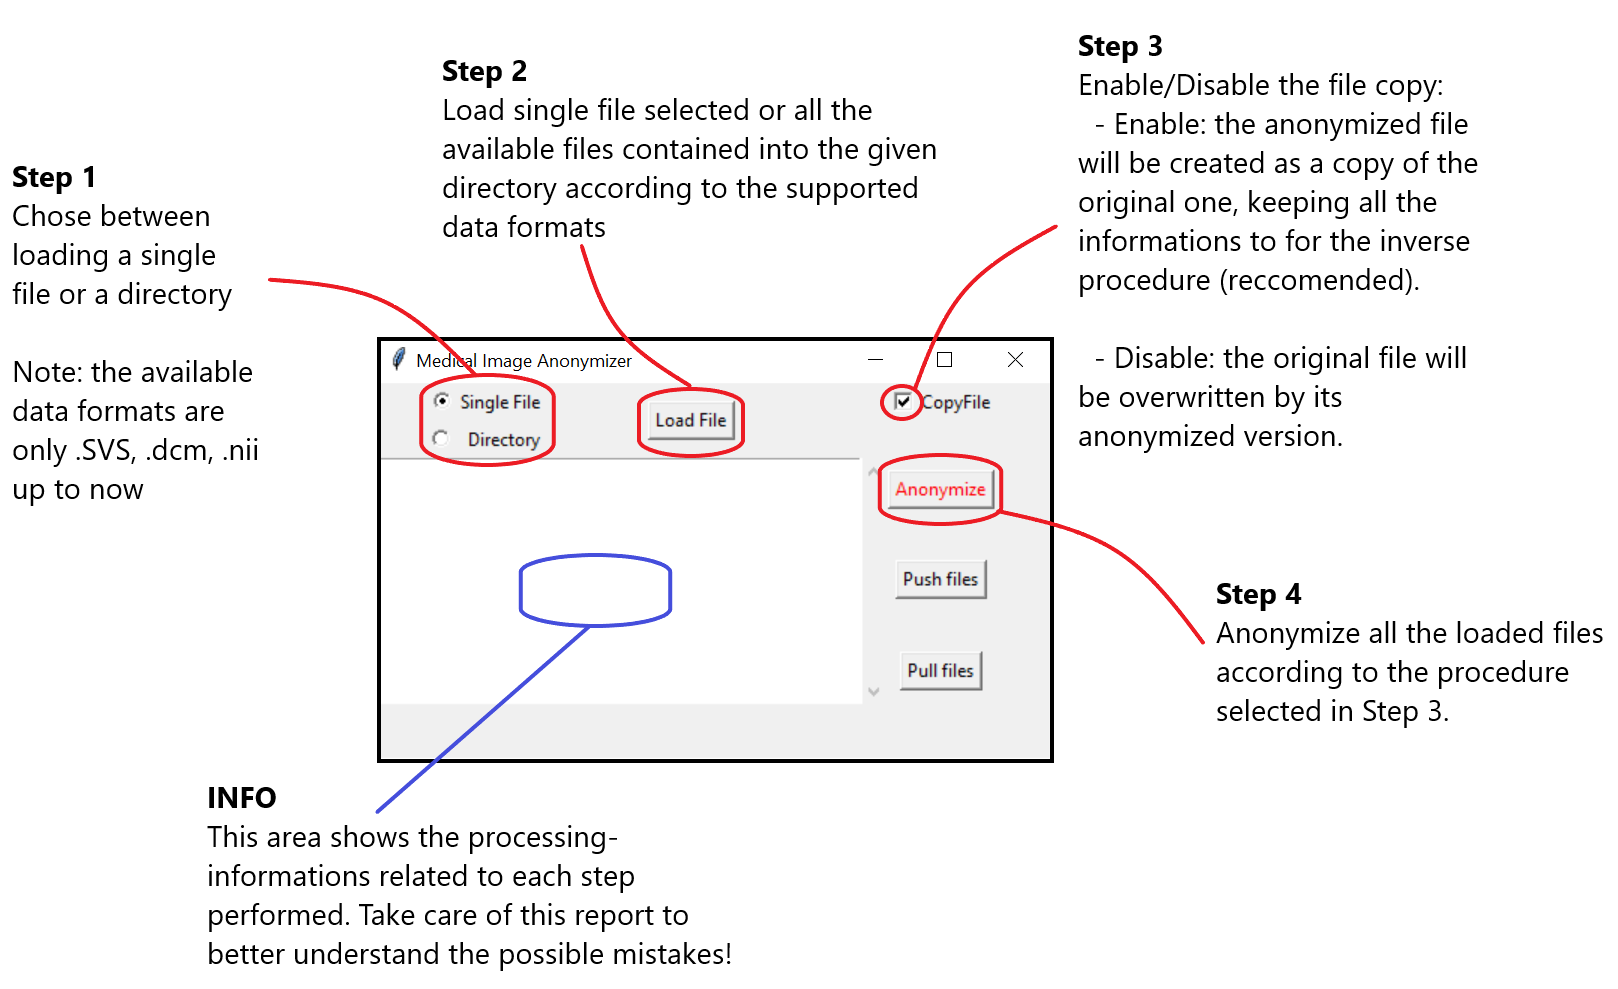 Step 1
Chose between
loading a single
file or a directory
Note: the available
data formats are
only .SVS, .dcm, .nii
up to now
Step 2
Load single file selected or all the
available files contained into the given
directory according to the supported
data formats
Step 3
Enable/Disable the file copy:
- Enable: the anonymized file
will be created as a copy of the
original one, keeping all the
informations to for the inverse
procedure (reccomended).
- Disable: the original file will
be overwritten by its
anonymized version.
Medical Image Anonymizer
Single File
Directory
Load File
CopyFile
Anonymize
Push files
Pull files
Step 4
Anonymize all the loaded files
according to the procedure
selected in Step 3.
INFO
This area shows the processing-
informations related to each step
performed. Take care of this report to
better understand the possible mistakes!